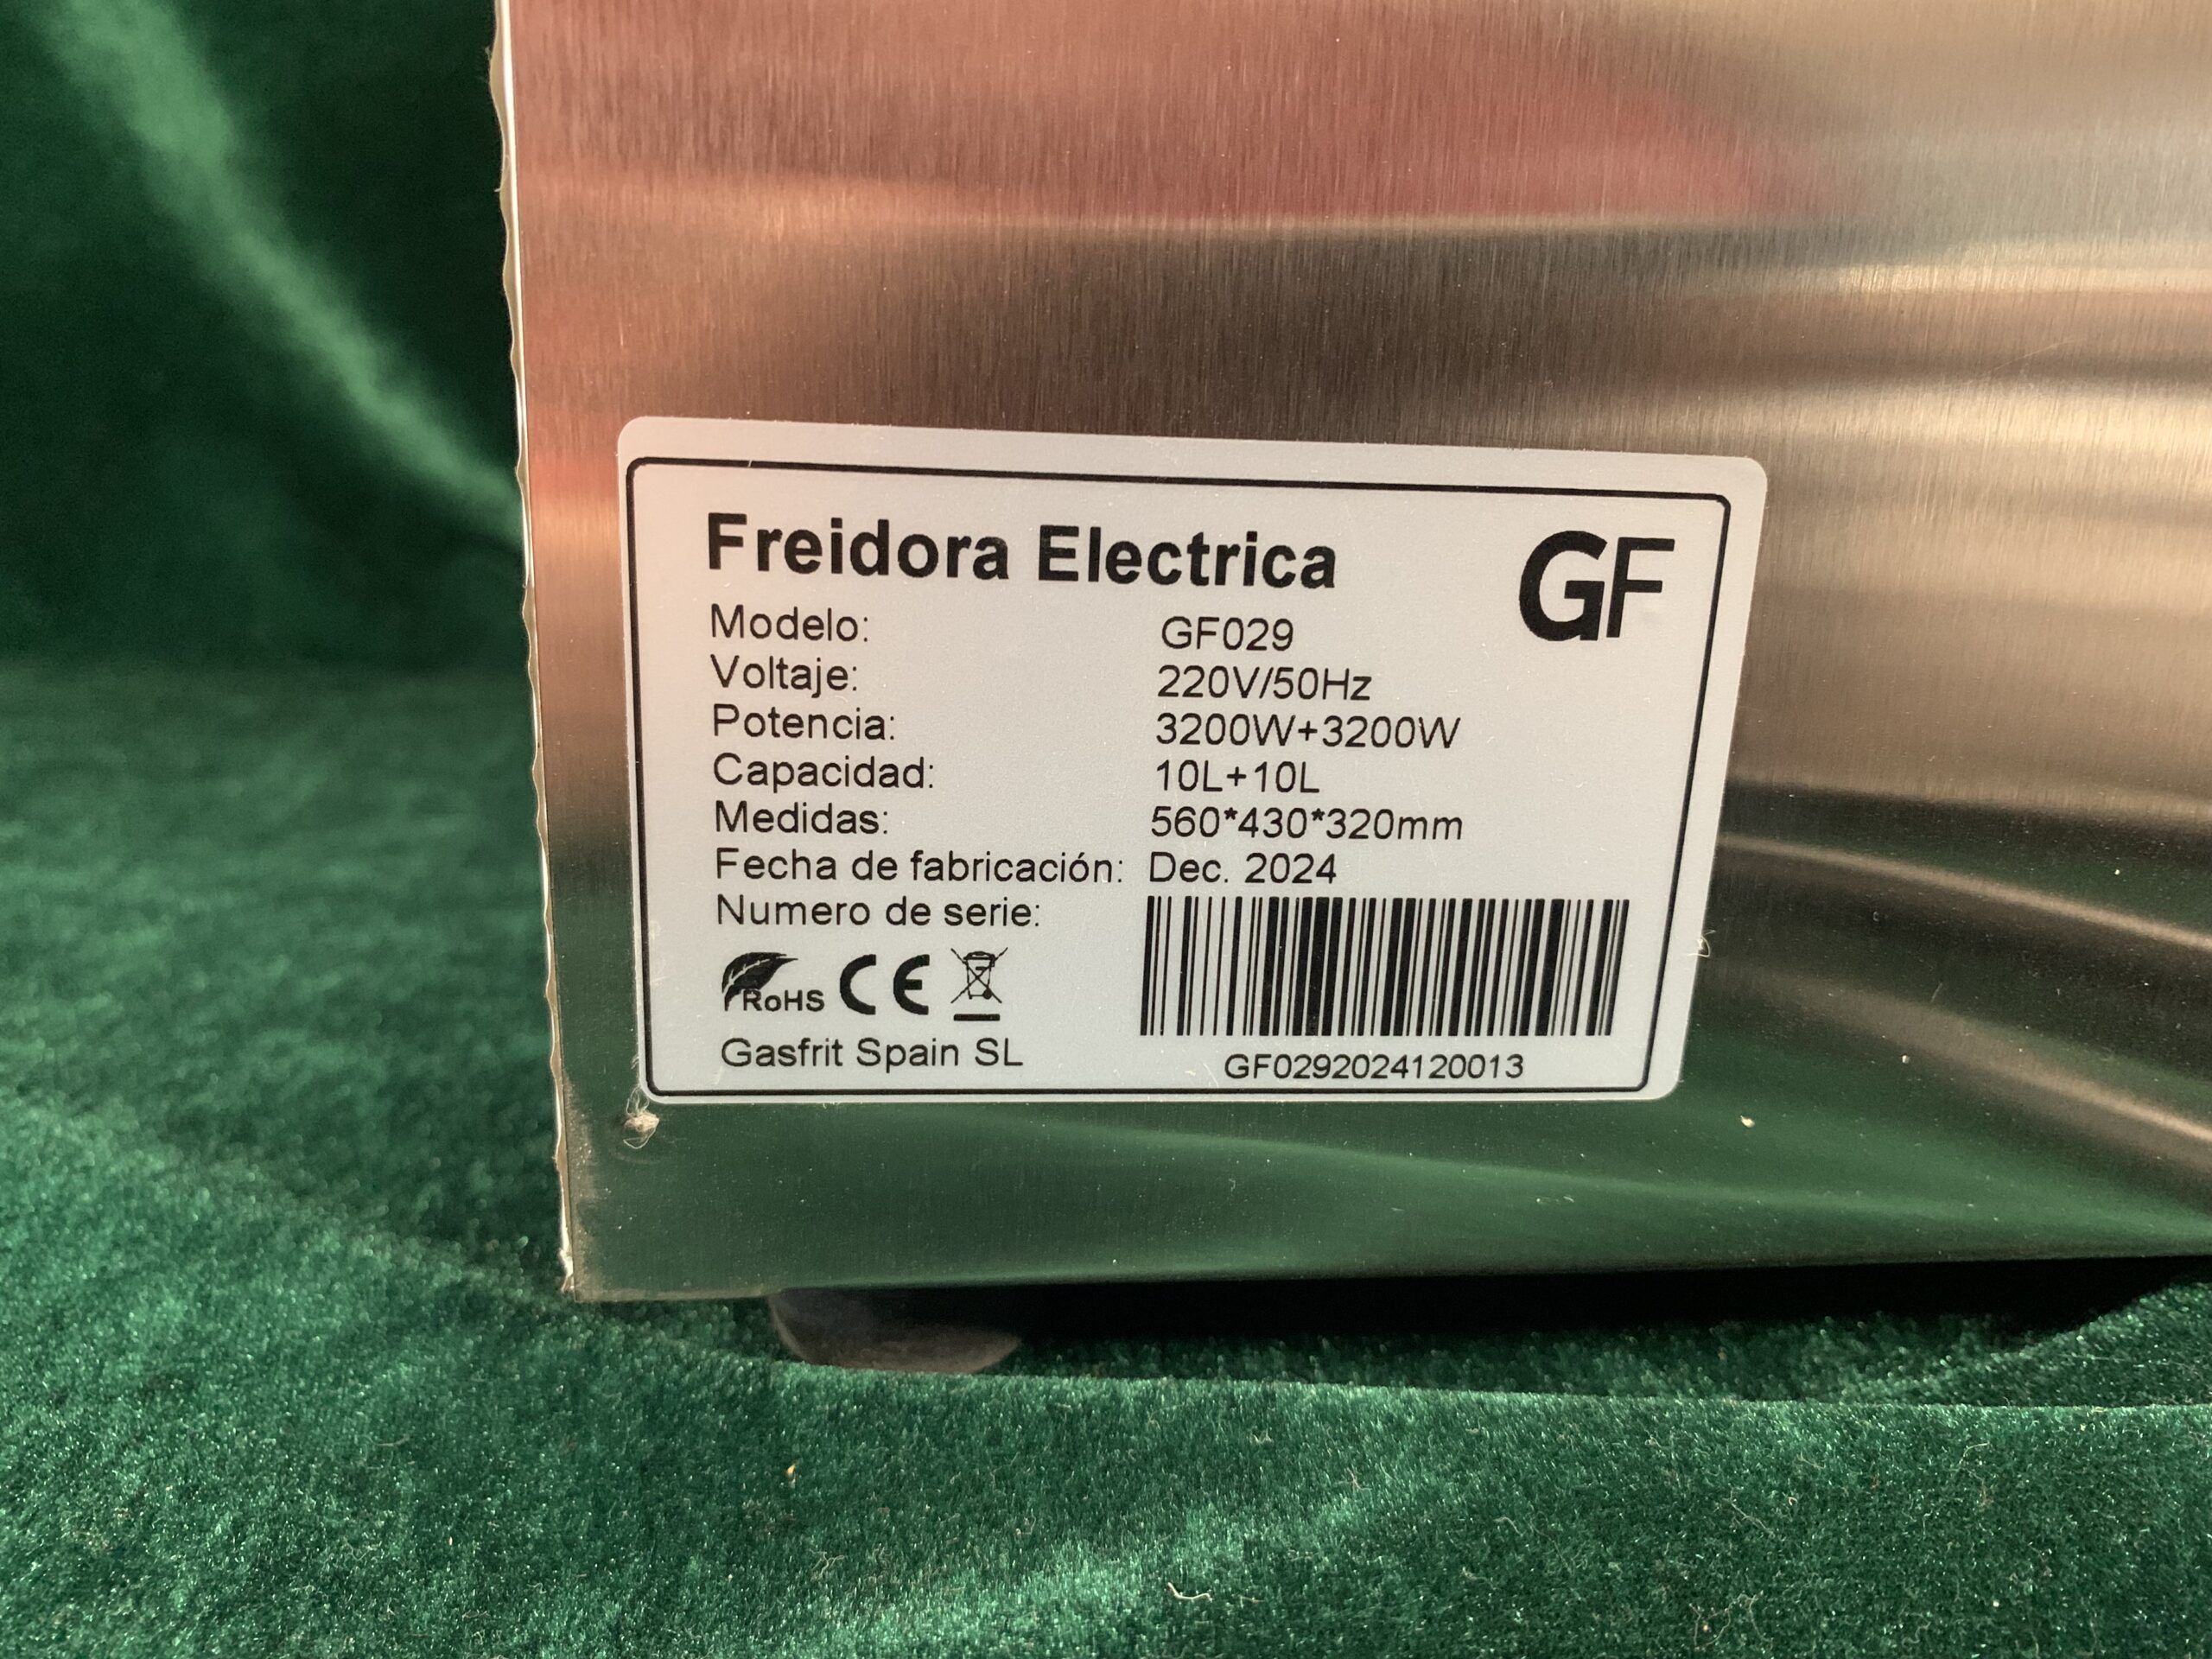 Freidora Electrica
GF
Modelo: GF029
Voltaje: 220V/50Hz
Potencia: 3200W+3200W
Capacidad: 10L+10L
Medidas: 560*430*320mm
Fecha de fabricación: Dec. 2024
Numero de serie:
RoHS CE
Gasfrit Spain SL
GF0292024120013